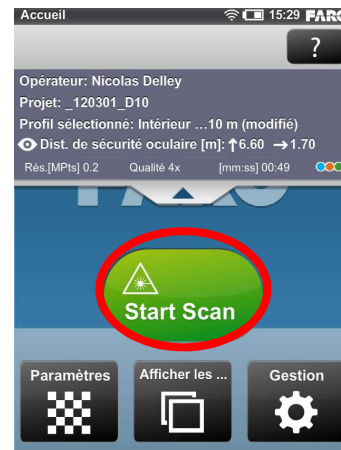 Accueil 15:29 FARO
?
Opérateur: Nicolas Delley
Projet: _120301_D10
Profil sélectionné: Intérieur ...10 m (modifié)
Dist. de sécurité oculaire [m]: ↑6.60 →1.70
Rés.[MPts] 0.2 Qualité 4x [mm:ss] 00:49
Start Scan
Paramètres Afficher les ... Gestion